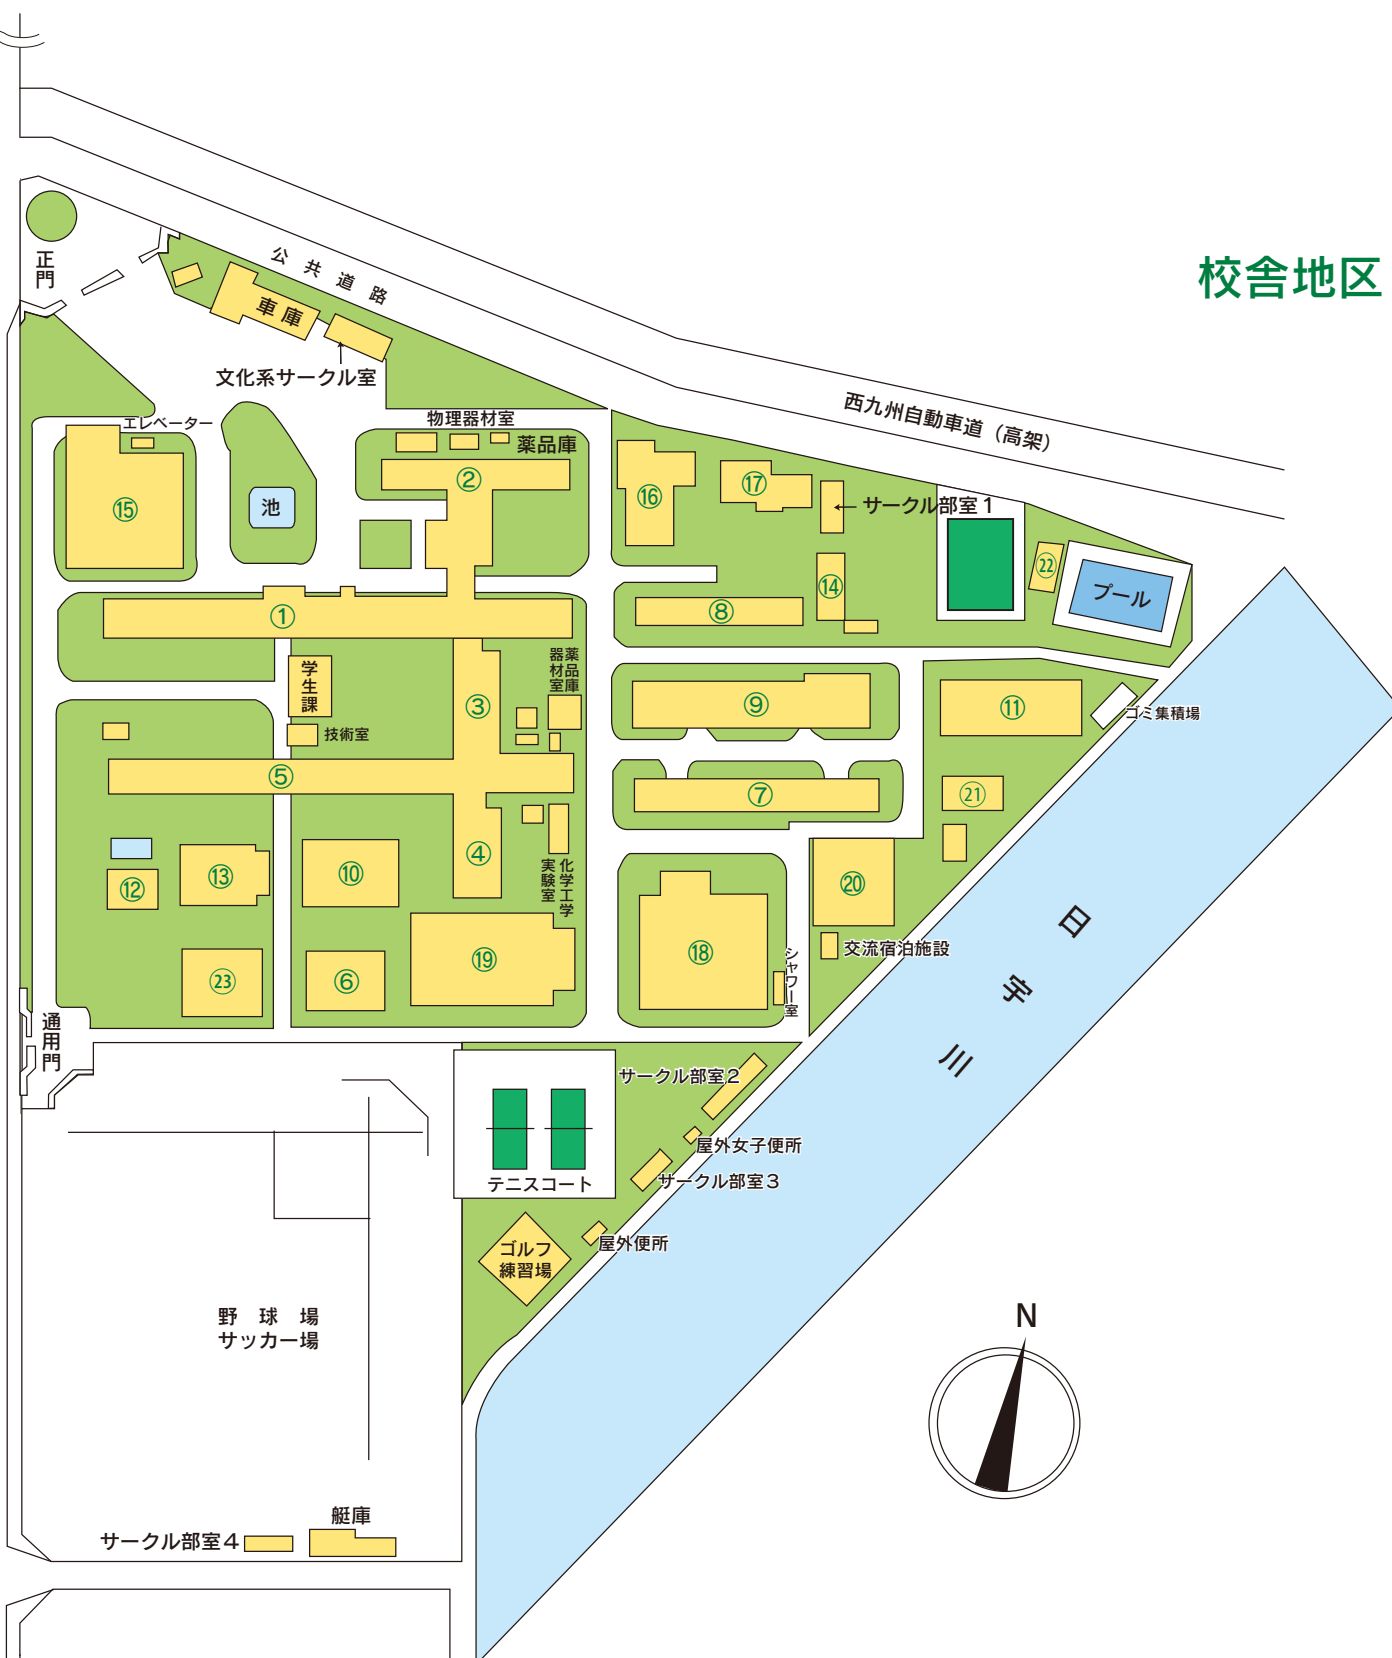 校舎地区
正門
公共道路
車庫
文化系サークル室
西九州自動車道（高架）
エレベーター
物理器材室
薬品庫
②
⑮
池
⑯
⑰
サークル部室１
㉒
プール
⑭
①
⑧
学生課
薬品庫
器材室
③
⑨
⑪
ゴミ集積場
技術室
⑤
⑦
㉑
④
⑩
⑬
⑫
化学工学
実験室
⑳
日宇川
交流宿泊施設
⑱
シャワー室
⑲
㉓
⑥
通用門
サークル部室２
屋外女子便所
サークル部室３
テニスコート
屋外便所
ゴルフ
練習場
野球場
サッカー場
N
艇庫
サークル部室４